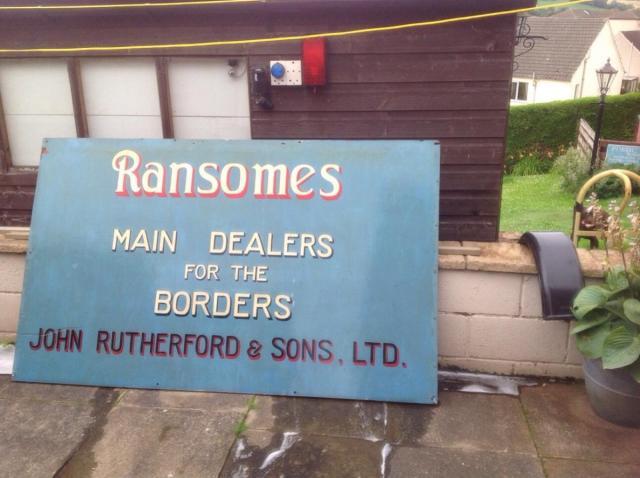 Ransomes
MAIN DEALERS
FOR THE
BORDERS
JOHN RUTHERFORD & SONS, LTD.